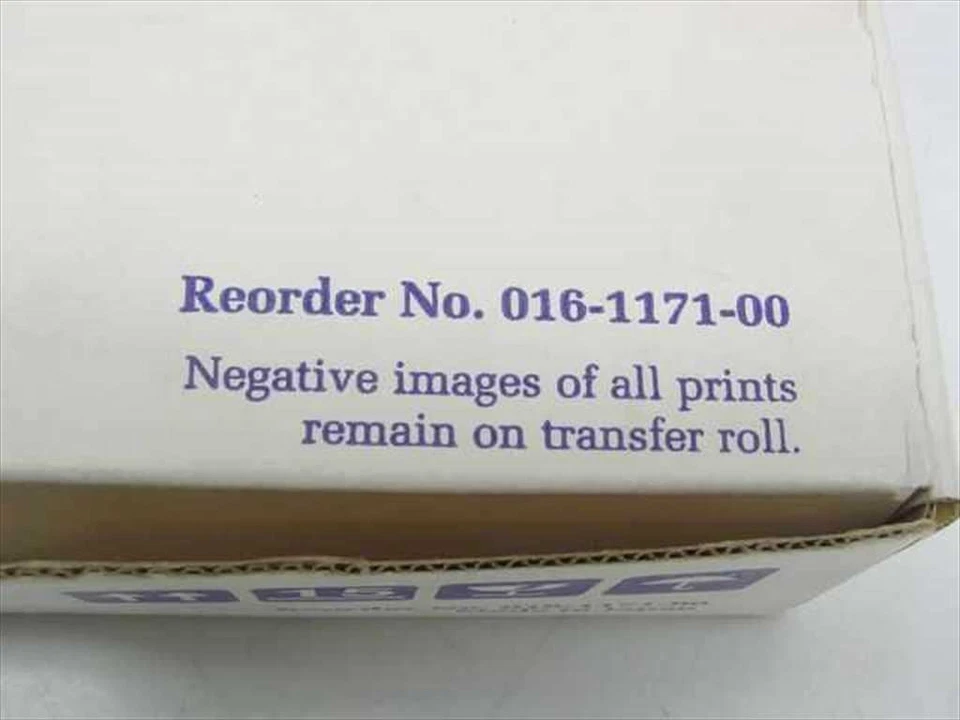 Reorder No. 016-1171-00
Negative images of all prints
remain on transfer roll.